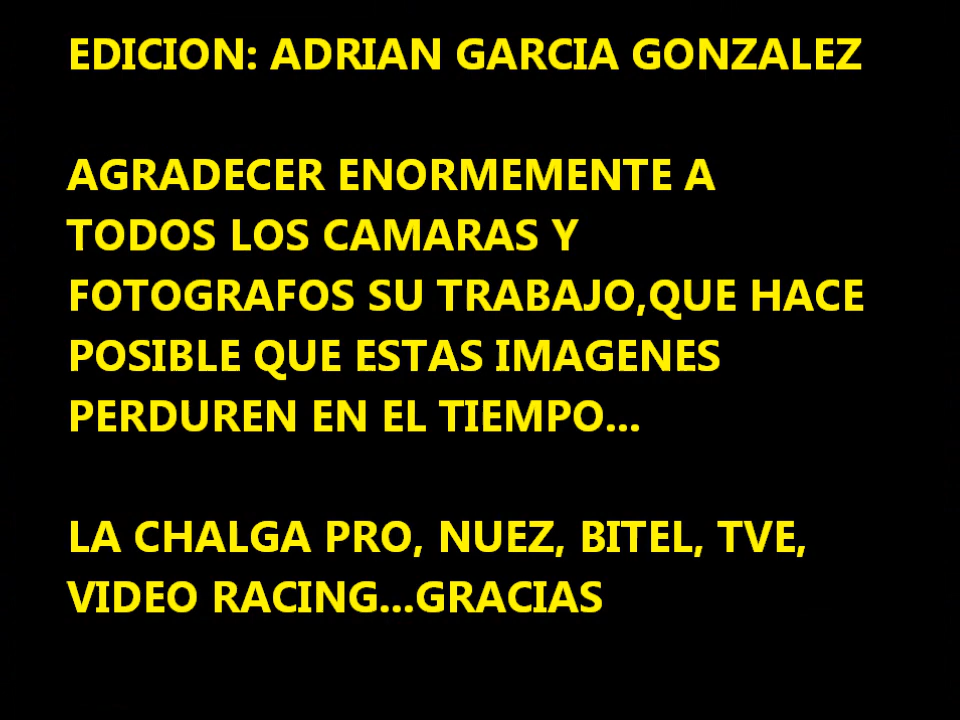 EDICION: ADRIAN GARCIA GONZALEZ
AGRADECER ENORMEMENTE A
TODOS LOS CAMARAS Y
FOTOGRAFOS SU TRABAJO,QUE HACE
POSIBLE QUE ESTAS IMAGENES
PERDUREN EN EL TIEMPO...
LA CHALGA PRO, NUEZ, BITEL, TVE,
VIDEO RACING...GRACIAS